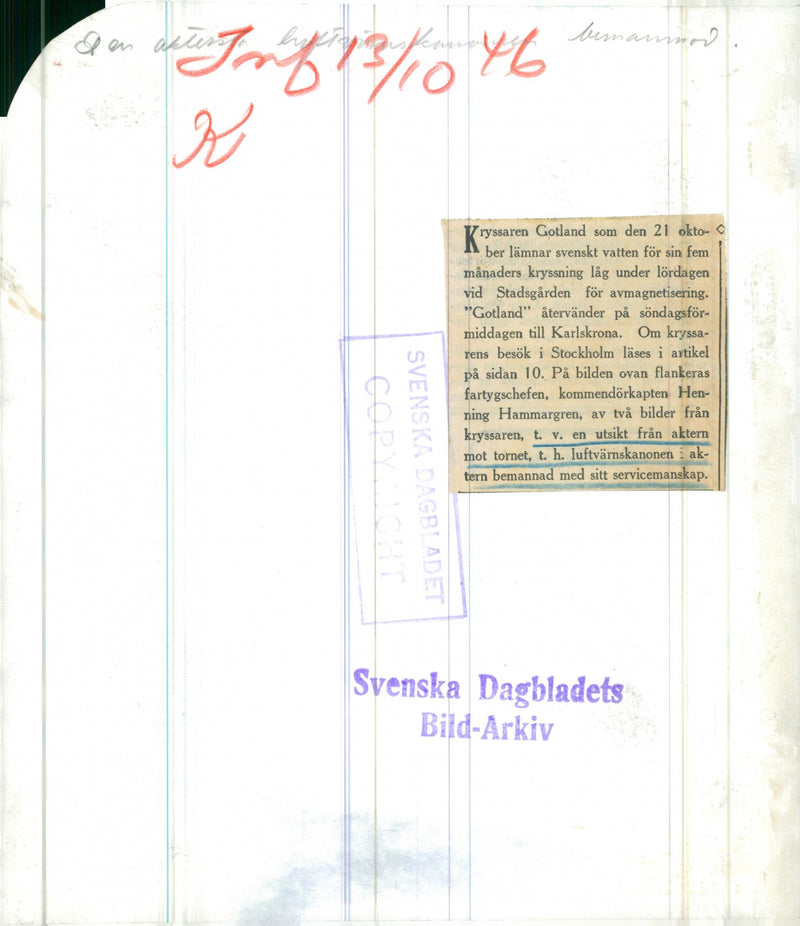 Den aktersta luftvärnskanonen bemannad.
Inf 13/10 46
K
Kryssaren Gotland som den 21 okto-
ber lämnar svenskt vatten för sin fem
månaders kryssning låg under lördagen
vid Stadsgården för avmagnetisering.
"Gotland" återvänder på söndagsför-
middagen till Karlskrona. Om kryssa-
rens besök i Stockholm läses i artikel
på sidan 10. På bilden ovan flankeras
fartygschefen, kommendörkapten Hen-
ning Hammargren, av två bilder från
kryssaren, t. v. en utsikt från aktern
mot tornet, t. h. luftvärnskanonen i ak-
tern bemannad med sitt servicemanskap.
SVENSKA DAGBLADET
COPYRIGHT
Svenska Dagbladets
Bild-Arkiv